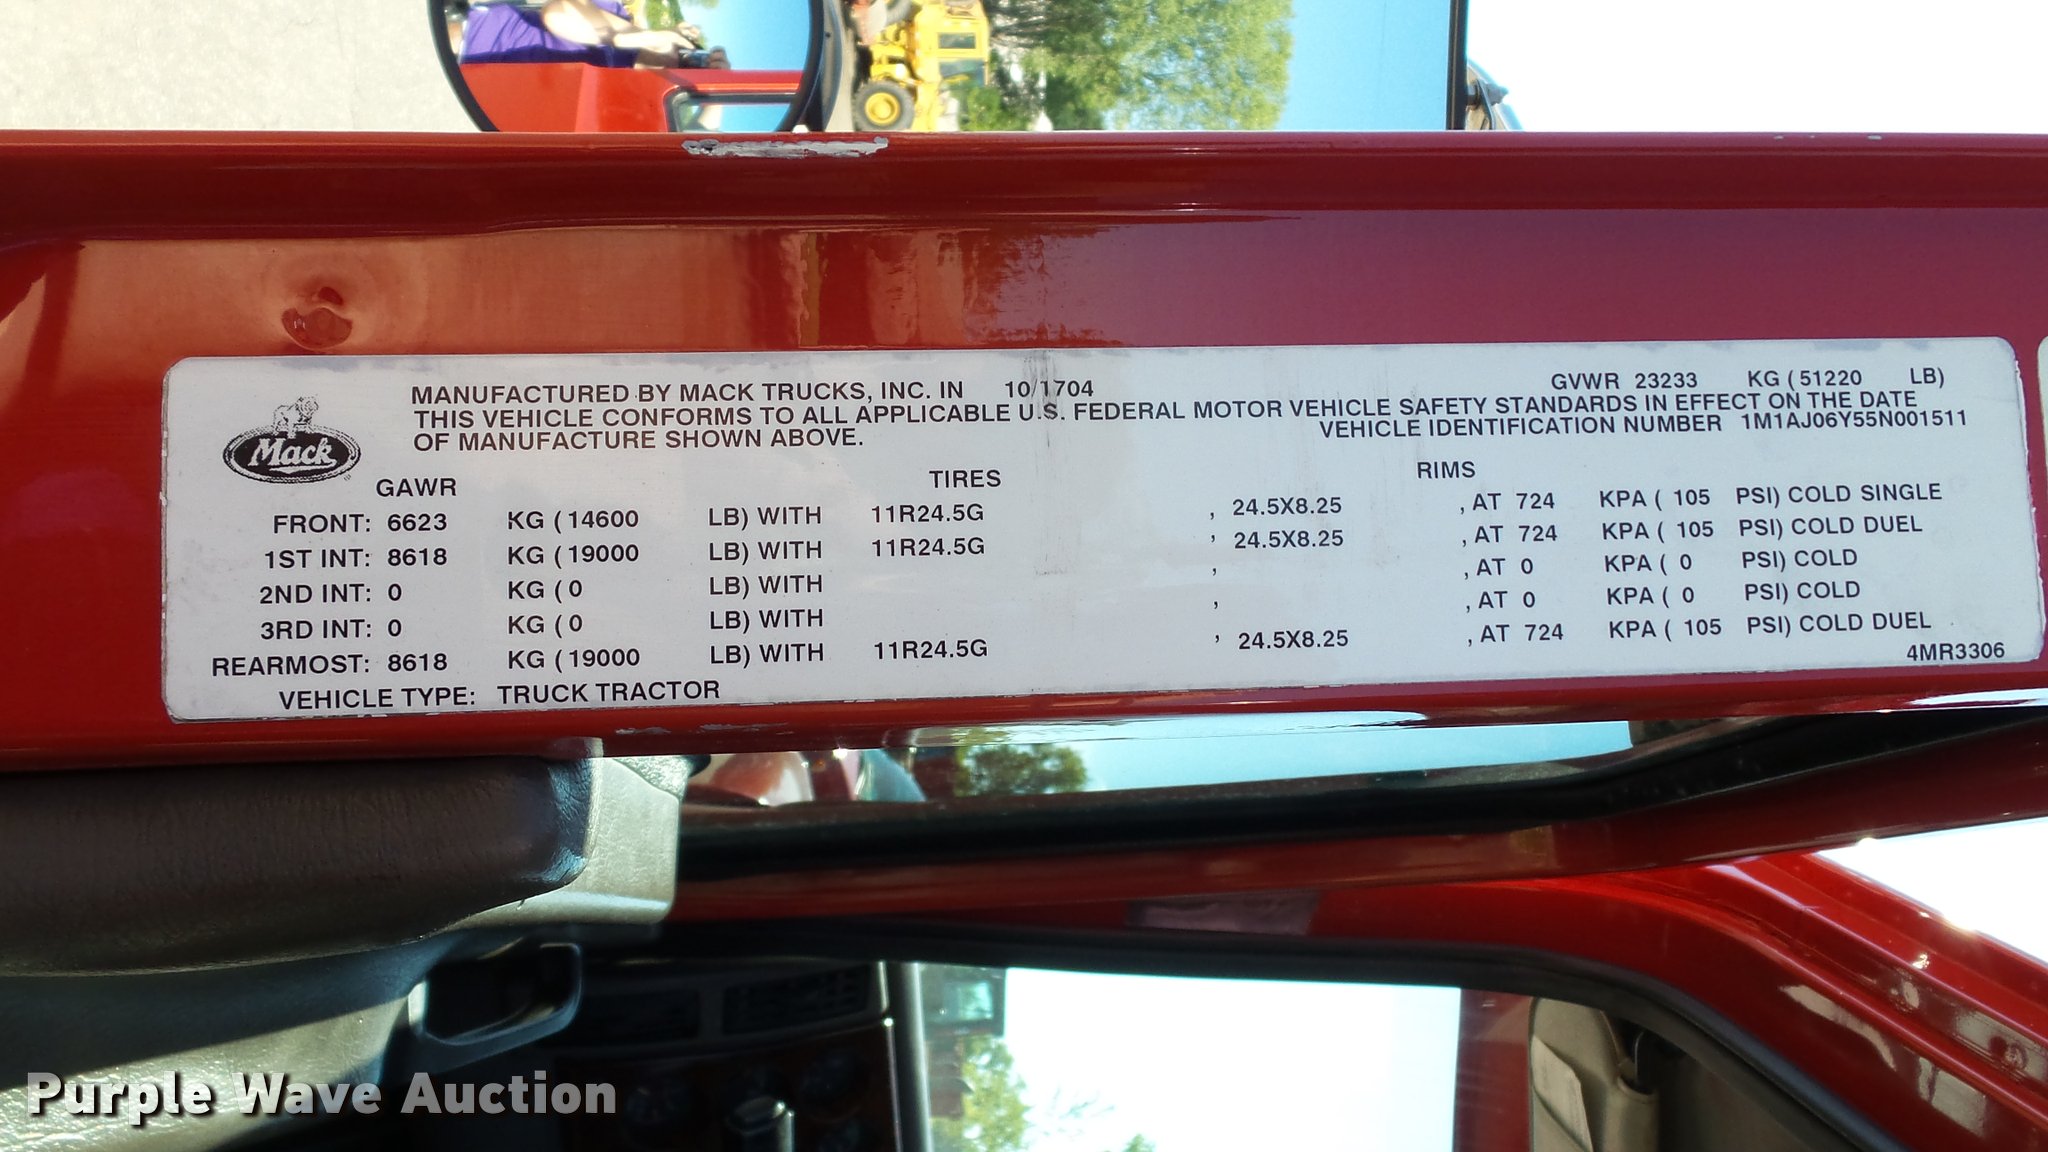 MANUFACTURED BY MACK TRUCKS, INC. IN 10/1704 GVWR 23233 KG (51220 LB)
THIS VEHICLE CONFORMS TO ALL APPLICABLE U.S. FEDERAL MOTOR VEHICLE SAFETY STANDARDS IN EFFECT ON THE DATE
OF MANUFACTURE SHOWN ABOVE. VEHICLE IDENTIFICATION NUMBER 1M1AJ06Y55N001511
Mack
GAWR TIRES RIMS
FRONT: 6623 KG (14600 LB) WITH 11R24.5G , 24.5X8.25 , AT 724 KPA ( 105 PSI) COLD SINGLE
1ST INT: 8618 KG (19000 LB) WITH 11R24.5G , 24.5X8.25 , AT 724 KPA ( 105 PSI) COLD DUEL
2ND INT: 0 KG (0 LB) WITH , , AT 0 KPA ( 0 PSI) COLD
3RD INT: 0 KG (0 LB) WITH , , AT 0 KPA ( 0 PSI) COLD
REARMOST: 8618 KG (19000 LB) WITH 11R24.5G , 24.5X8.25 , AT 724 KPA ( 105 PSI) COLD DUEL
VEHICLE TYPE: TRUCK TRACTOR 4MR3306
Purple Wave Auction